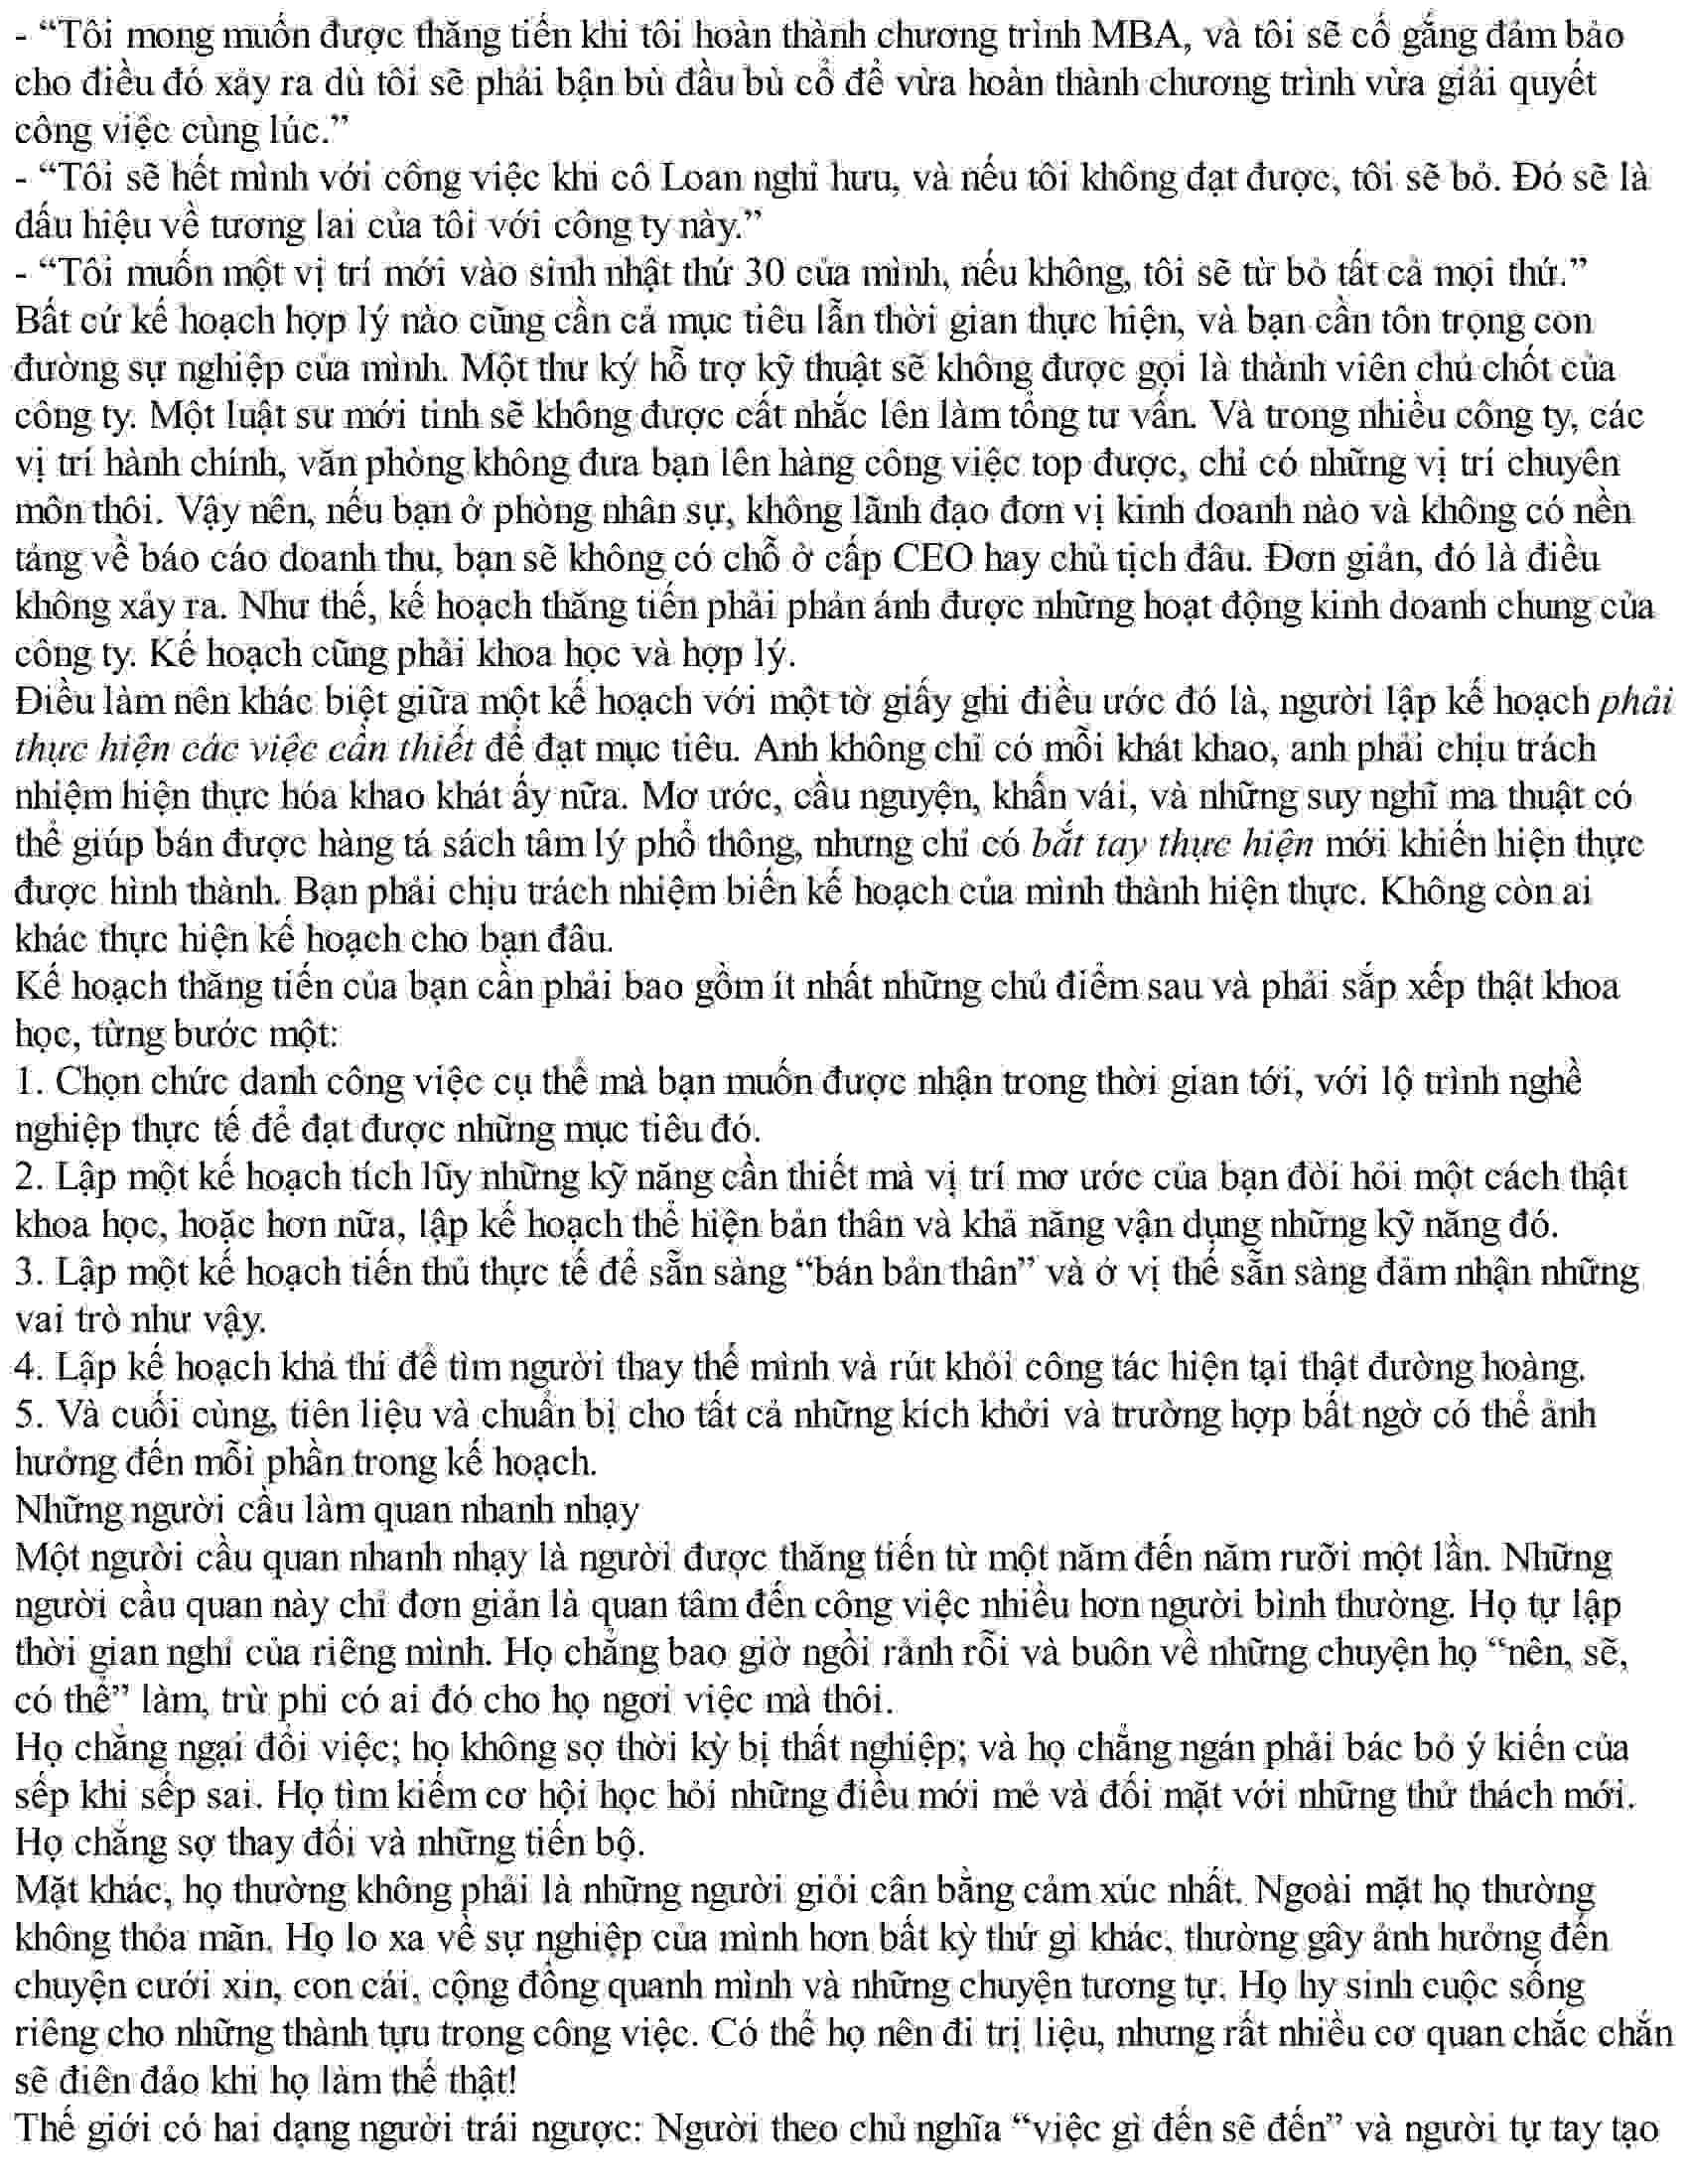 - “Tôi mong muốn được thăng tiến khi tôi hoàn thành chương trình MBA, và tôi sẽ cố gắng đảm bảo
cho điều đó xảy ra dù tôi sẽ phải bận bù đầu bù cổ để vừa hoàn thành chương trình vừa giải quyết
công việc cùng lúc.”
- “Tôi sẽ hết mình với công việc khi cô Loan nghỉ hưu, và nếu tôi không đạt được, tôi sẽ bỏ. Đó sẽ là
dấu hiệu về tương lai của tôi với công ty này.”
- “Tôi muốn một vị trí mới vào sinh nhật thứ 30 của mình, nếu không, tôi sẽ từ bỏ tất cả mọi thứ.”
Bất cứ kế hoạch hợp lý nào cũng cần cả mục tiêu lẫn thời gian thực hiện, và bạn cần tôn trọng con
đường sự nghiệp của mình. Một thư ký hỗ trợ kỹ thuật sẽ không được gọi là thành viên chủ chốt của
công ty. Một luật sư mới tinh sẽ không được cất nhắc lên làm tổng tư vấn. Và trong nhiều công ty, các
vị trí hành chính, văn phòng không đưa bạn lên hàng công việc top được, chỉ có những vị trí chuyên
môn thôi. Vậy nên, nếu bạn ở phòng nhân sự, không lãnh đạo đơn vị kinh doanh nào và không có nền
tảng về báo cáo doanh thu, bạn sẽ không có chỗ ở cấp CEO hay chủ tịch đâu. Đơn giản, đó là điều
không xảy ra. Như thế, kế hoạch thăng tiến phải phản ánh được những hoạt động kinh doanh chung của
công ty. Kế hoạch cũng phải khoa học và hợp lý.
Điều làm nên khác biệt giữa một kế hoạch với một tờ giấy ghi điều ước đó là, người lập kế hoạch phải
thực hiện các việc cần thiết để đạt mục tiêu. Anh không chỉ có mỗi khát khao, anh phải chịu trách
nhiệm hiện thực hóa khao khát ấy nữa. Mơ ước, cầu nguyện, khấn vái, và những suy nghĩ ma thuật có
thể giúp bán được hàng tá sách tâm lý phổ thông, nhưng chỉ có bắt tay thực hiện mới khiến hiện thực
được hình thành. Bạn phải chịu trách nhiệm biến kế hoạch của mình thành hiện thực. Không còn ai
khác thực hiện kế hoạch cho bạn đâu.
Kế hoạch thăng tiến của bạn cần phải bao gồm ít nhất những chủ điểm sau và phải sắp xếp thật khoa
học, từng bước một:
1. Chọn chức danh công việc cụ thể mà bạn muốn được nhận trong thời gian tới, với lộ trình nghề
nghiệp thực tế để đạt được những mục tiêu đó.
2. Lập một kế hoạch tích lũy những kỹ năng cần thiết mà vị trí mơ ước của bạn đòi hỏi một cách thật
khoa học, hoặc hơn nữa, lập kế hoạch thể hiện bản thân và khả năng vận dụng những kỹ năng đó.
3. Lập một kế hoạch tiến thủ thực tế để sẵn sàng “bán bản thân” và ở vị thế sẵn sàng đảm nhận những
vai trò như vậy.
4. Lập kế hoạch khả thi để tìm người thay thế mình và rút khỏi công tác hiện tại thật đường hoàng.
5. Và cuối cùng, tiên liệu và chuẩn bị cho tất cả những kích khởi và trường hợp bất ngờ có thể ảnh
hưởng đến mỗi phần trong kế hoạch.
Những người cầu làm quan nhanh nhạy
Một người cầu quan nhanh nhạy là người được thăng tiến từ một năm đến năm rưỡi một lần. Những
người cầu quan này chỉ đơn giản là quan tâm đến công việc nhiều hơn người bình thường. Họ tự lập
thời gian nghỉ của riêng mình. Họ chẳng bao giờ ngồi rảnh rỗi và buồn về những chuyện họ “nên, sẽ,
có thể” làm, trừ phi có ai đó cho họ ngơi việc mà thôi.
Họ chẳng ngại đổi việc; họ không sợ thời kỳ bị thất nghiệp; và họ chẳng ngán phải bác bỏ ý kiến của
sếp khi sếp sai. Họ tìm kiếm cơ hội học hỏi những điều mới mẻ và đối mặt với những thử thách mới.
Họ chẳng sợ thay đổi và những tiến bộ.
Mặt khác, họ thường không phải là những người giỏi cân bằng cảm xúc nhất. Ngoài mặt họ thường
không thỏa mãn. Họ lo xa về sự nghiệp của mình hơn bất kỳ thứ gì khác, thường gây ảnh hưởng đến
chuyện cưới xin, con cái, cộng đồng quanh mình và những chuyện tương tự. Họ hy sinh cuộc sống
riêng cho những thành tựu trong công việc. Có thể họ nên đi trị liệu, nhưng rất nhiều cơ quan chắc chắn
sẽ điên đảo khi họ làm thế thật!
Thế giới có hai dạng người trái ngược: Người theo chủ nghĩa “việc gì đến sẽ đến” và người tự tay tạo